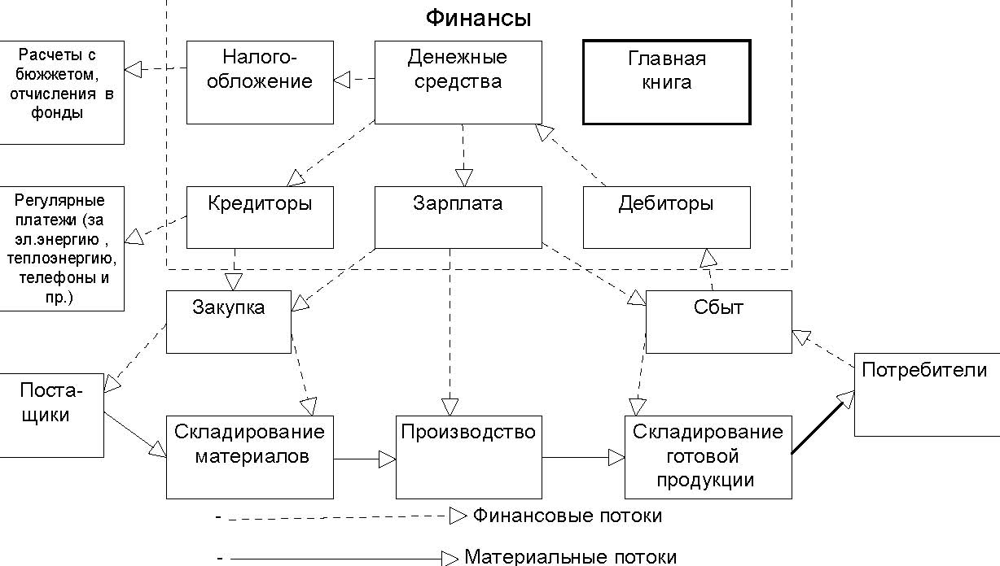 Финансы
Расчеты с
бюжжетом,
отчисления в
фонды
Налого-
обложение
Денежные
средства
Главная
книга
Регулярные
платежи (за
эл.энергию ,
теплоэнергию,
телефоны и
пр.)
Кредиторы
Зарплата
Дебиторы
Закупка
Сбыт
Поста-
щики
Потребители
Складирование
материалов
Производство
Складирование
готовой
продукции
- Финансовые потоки
- Материальные потоки